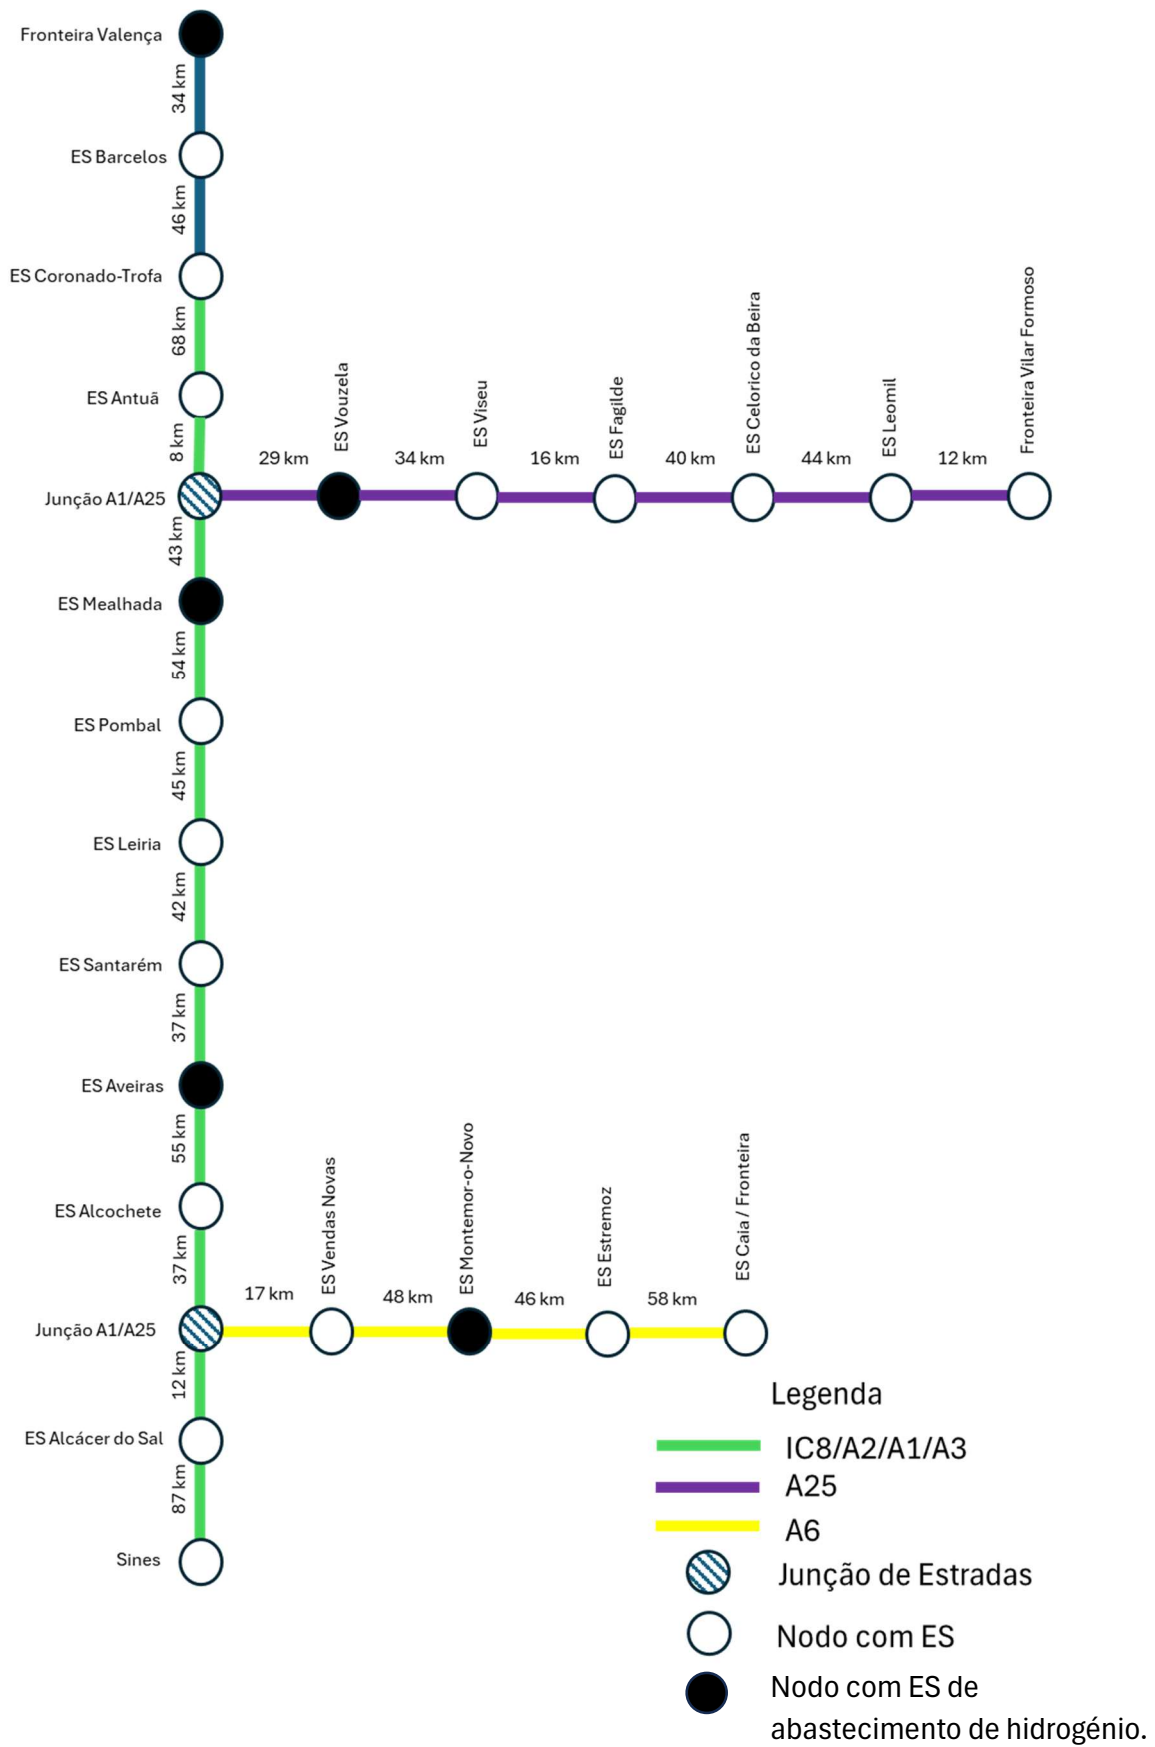 Fronteira Valença
34 km
ES Barcelos
46 km
ES Coronado-Trofa
68 km
ES Antuã
8 km
Junção A1/A25
29 km
ES Vouzela
34 km
ES Viseu
16 km
ES Fagilde
40 km
ES Celorico da Beira
44 km
ES Leomil
12 km
Fronteira Vilar Formoso
43 km
ES Mealhada
54 km
ES Pombal
45 km
ES Leiria
42 km
ES Santarém
37 km
ES Aveiras
55 km
ES Alcochete
37 km
Junção A1/A25
17 km
ES Vendas Novas
48 km
ES Montemor-o-Novo
46 km
ES Estremoz
58 km
ES Caia / Fronteira
12 km
ES Alcácer do Sal
87 km
Sines
Legenda
IC8/A2/A1/A3
A25
A6
Junção de Estradas
Nodo com ES
Nodo com ES de
abastecimento de hidrogénio.